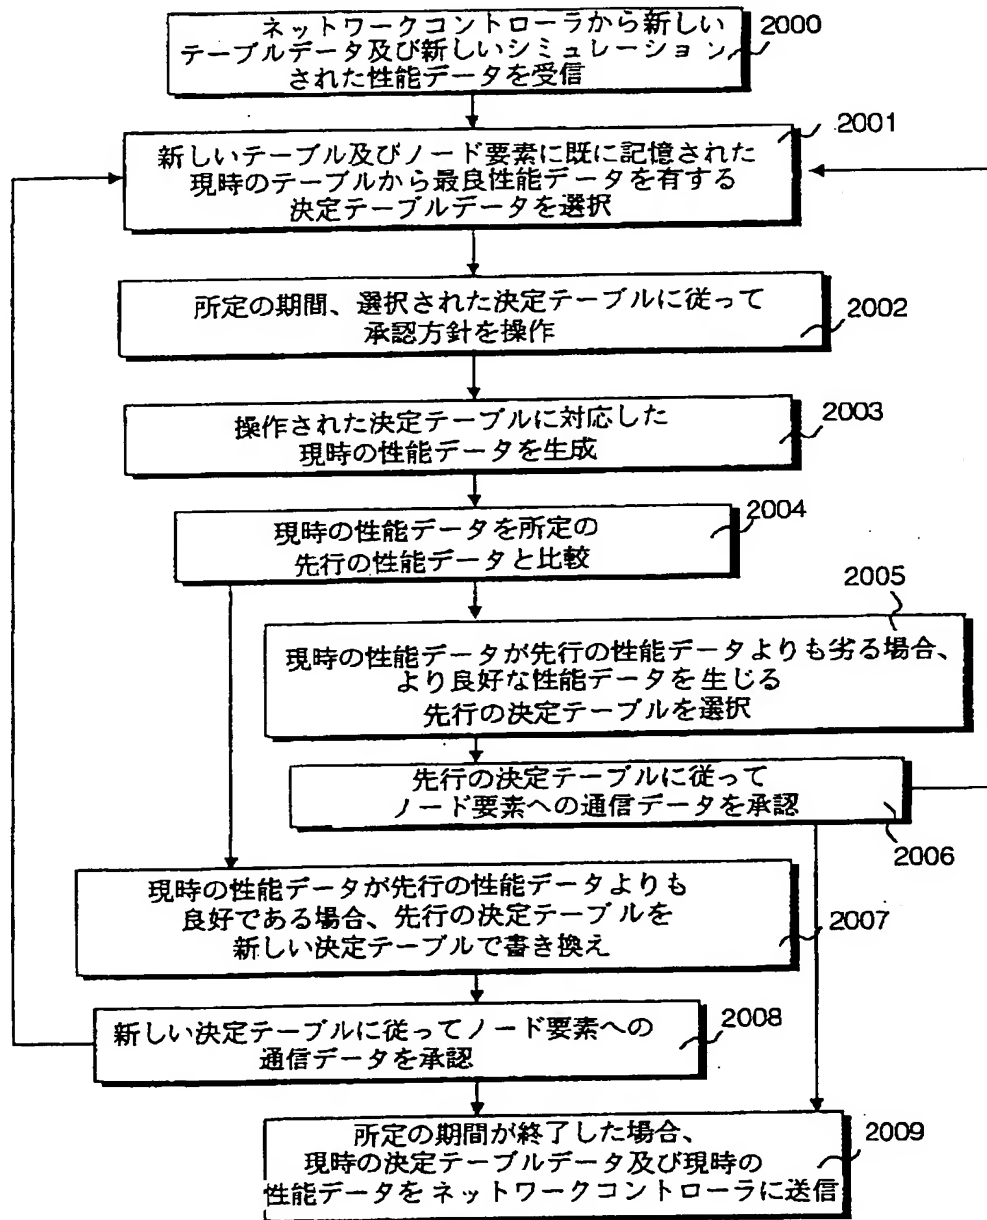 ネットワークコントローラから新しい
テーブルデータ及び新しいシミュレーション
された性能データを受信
2000
2001
新しいテーブル及びノード要素に既に記憶された
現時のテーブルから最良性能データを有する
決定テーブルデータを選択
所定の期間、選択された決定テーブルに従って
承認方針を操作
2002
操作された決定テーブルに対応した
現時の性能データを生成
2003
現時の性能データを所定の
先行の性能データと比較
2004
2005
現時の性能データが先行の性能データよりも劣る場合、
より良好な性能データを生じる
先行の決定テーブルを選択
先行の決定テーブルに従って
ノード要素への通信データを承認
2006
現時の性能データが先行の性能データよりも
良好である場合、先行の決定テーブルを
新しい決定テーブルで書き換え
2007
新しい決定テーブルに従ってノード要素への
通信データを承認
2008
所定の期間が終了した場合、
現時の決定テーブルデータ及び現時の
性能データをネットワークコントローラに送信
2009